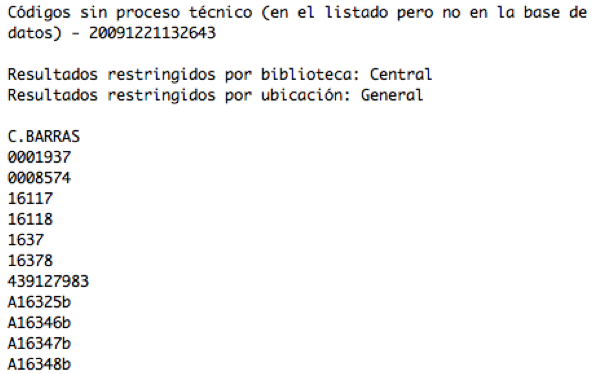 Códigos sin proceso técnico (en el listado pero no en la base de
datos) - 20091221132643
Resultados restringidos por biblioteca: Central
Resultados restringidos por ubicación: General
C.BARRAS
0001937
0008574
16117
16118
1637
16378
439127983
A16325b
A16346b
A16347b
A16348b